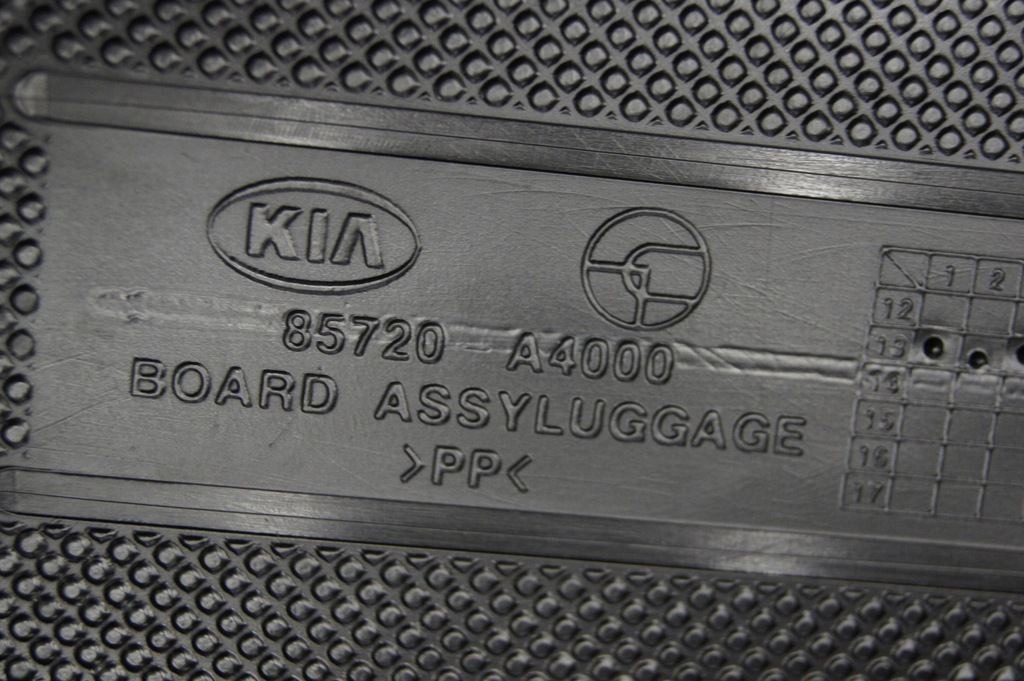 KIA
85720 A4000
BOARD ASSYLUGGAGE
>PP<
1 2
12
13
14
15
16
17